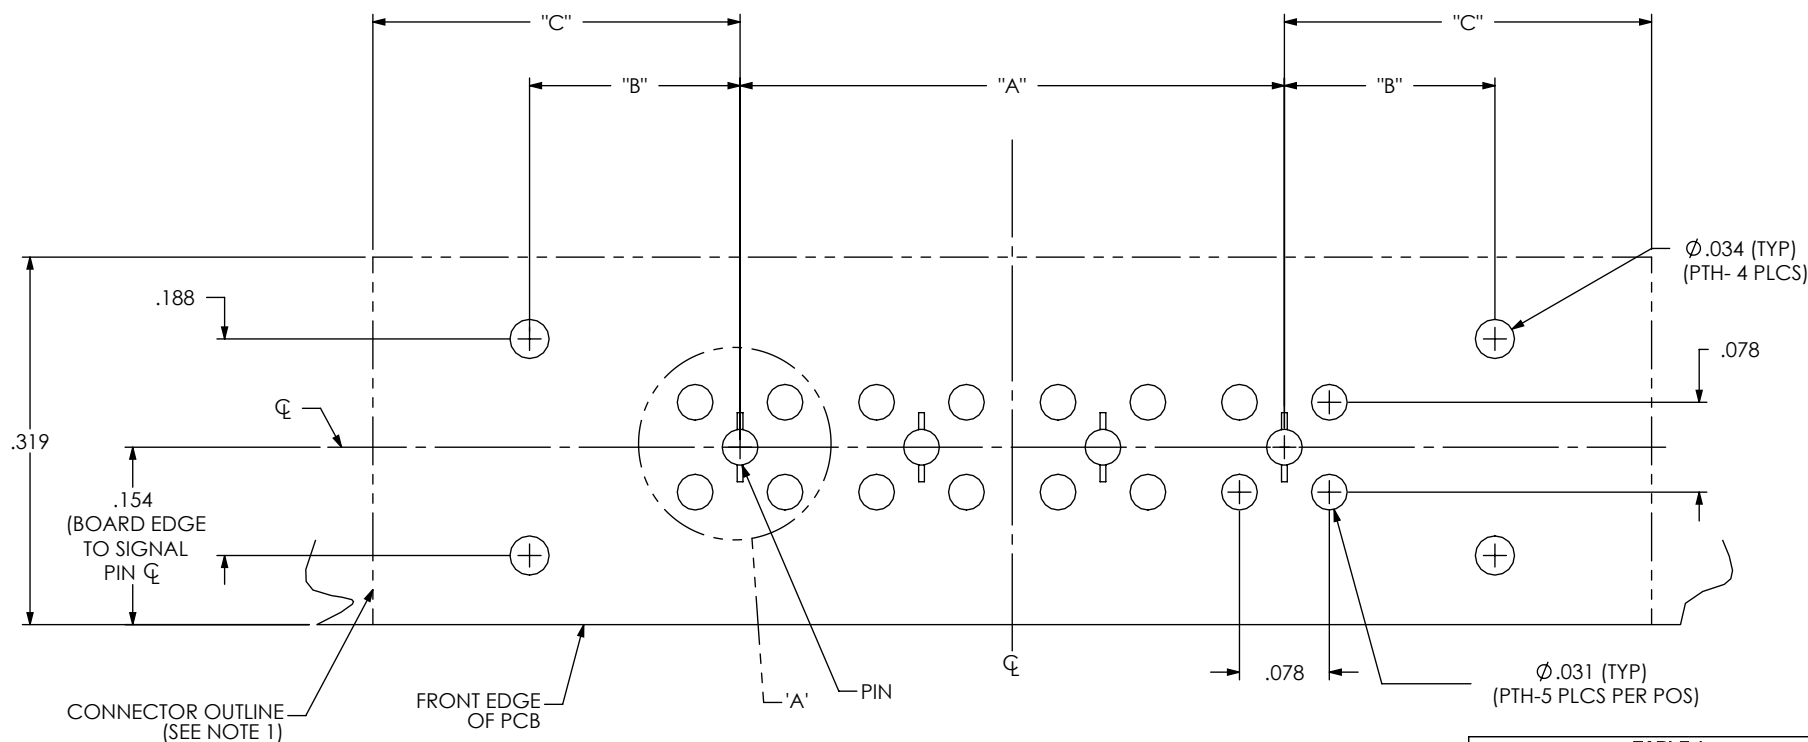 "C"
"C"
"B"
"A"
"B"
Ø.034 (TYP)
(PTH- 4 PLCS)
.188
.078
℄
.319
.154
(BOARD EDGE
TO SIGNAL
PIN ℄
℄
.078
Ø.031 (TYP)
(PTH-5 PLCS PER POS)
PIN
'A'
FRONT EDGE
OF PCB
CONNECTOR OUTLINE
(SEE NOTE 1)